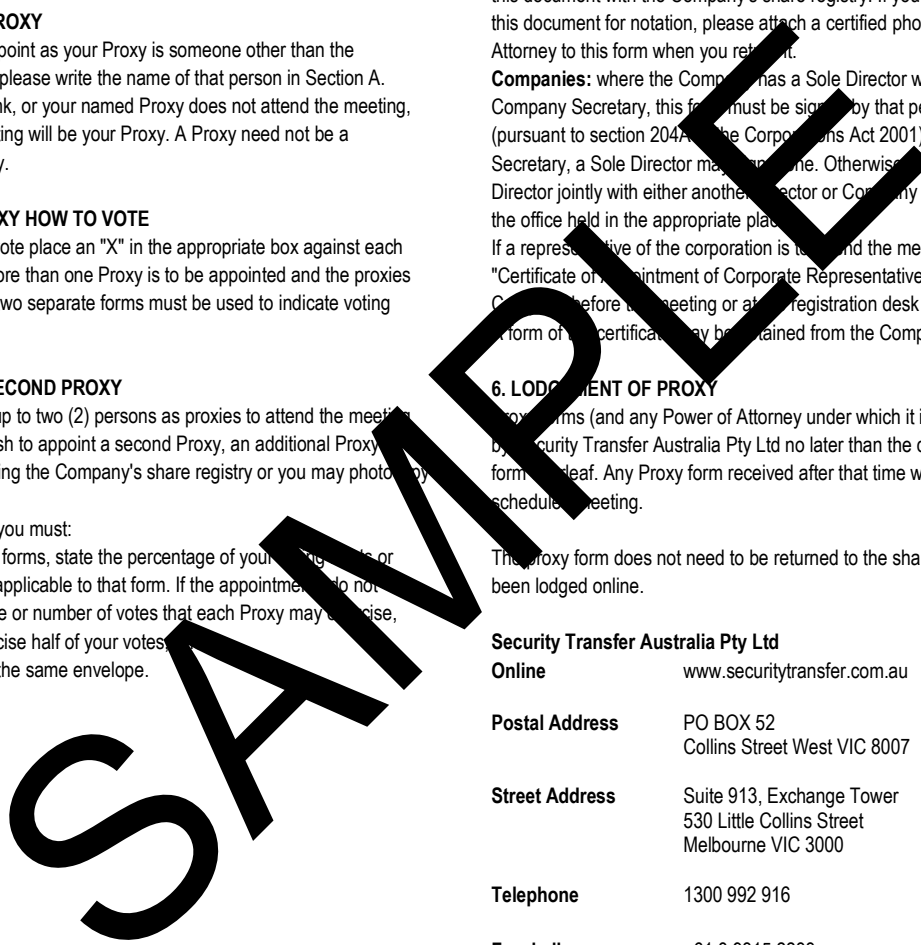 ROXY
point as your Proxy is someone other than the
please write the name of that person in Section A.
nk, or your named Proxy does not attend the meeting,
ting will be your Proxy. A Proxy need not be a
y.
XY HOW TO VOTE
ote place an "X" in the appropriate box against each
ore than one Proxy is to be appointed and the proxies
wo separate forms must be used to indicate voting
ECOND PROXY
up to two (2) persons as proxies to attend the meeting
sh to appoint a second Proxy, an additional Proxy
ing the Company's share registry or you may photocopy
you must:
forms, state the percentage of your or
applicable to that form. If the appointments do not
e or number of votes that each Proxy may exercise,
cise half of your votes;
the same envelope.
this document with the Company's share registry. If you
this document for notation, please attach a certified pho
Attorney to this form when you return it.
Companies: where the Company has a Sole Director w
Company Secretary, this form must be signed by that pe
(pursuant to section 204A the Corporations Act 2001)
Secretary, a Sole Director may sign alone. Otherwise
Director jointly with either another Director or Company
the office held in the appropriate place
If a representative of the corporation is to attend the me
"Certificate of Appointment of Corporate Representative
before the meeting or at registration desk
form of certificate may be obtained from the Comp
6. LODGEMENT OF PROXY
Proxy forms (and any Power of Attorney under which it i
by Security Transfer Australia Pty Ltd no later than the d
form overleaf. Any Proxy form received after that time w
scheduled meeting.
The proxy form does not need to be returned to the sha
been lodged online.
Security Transfer Australia Pty Ltd
Online www.securitytransfer.com.au
Postal Address PO BOX 52
Collins Street West VIC 8007
Street Address Suite 913, Exchange Tower
530 Little Collins Street
Melbourne VIC 3000
Telephone 1300 992 916
SAMPLE